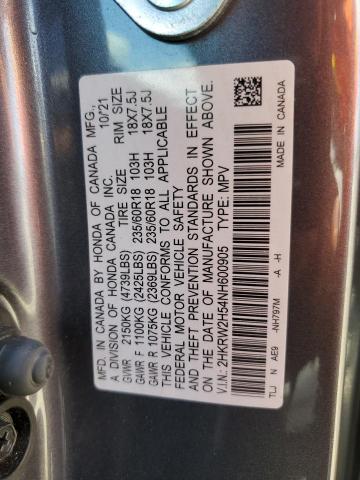 MFD. IN CANADA BY HONDA OF CANADA MFG., 10/21
A DIVISION OF HONDA CANADA INC.
TIRE SIZE RIM SIZE
GVWR 2150KG (4739LBS)
GAWR F 1100KG (2425LBS) 235/60R18 103H 18X7.5J
GAWR R 1075KG (2369LBS) 235/60R18 103H 18X7.5J
THIS VEHICLE CONFORMS TO ALL APPLICABLE
FEDERAL MOTOR VEHICLE SAFETY
AND THEFT PREVENTION STANDARDS IN EFFECT
ON THE DATE OF MANUFACTURE SHOWN ABOVE.
V.I.N.: 2HKRW2H54NH600905 TYPE: MPV
TLJ N AE9 -NH797M -A -H MADE IN CANADA